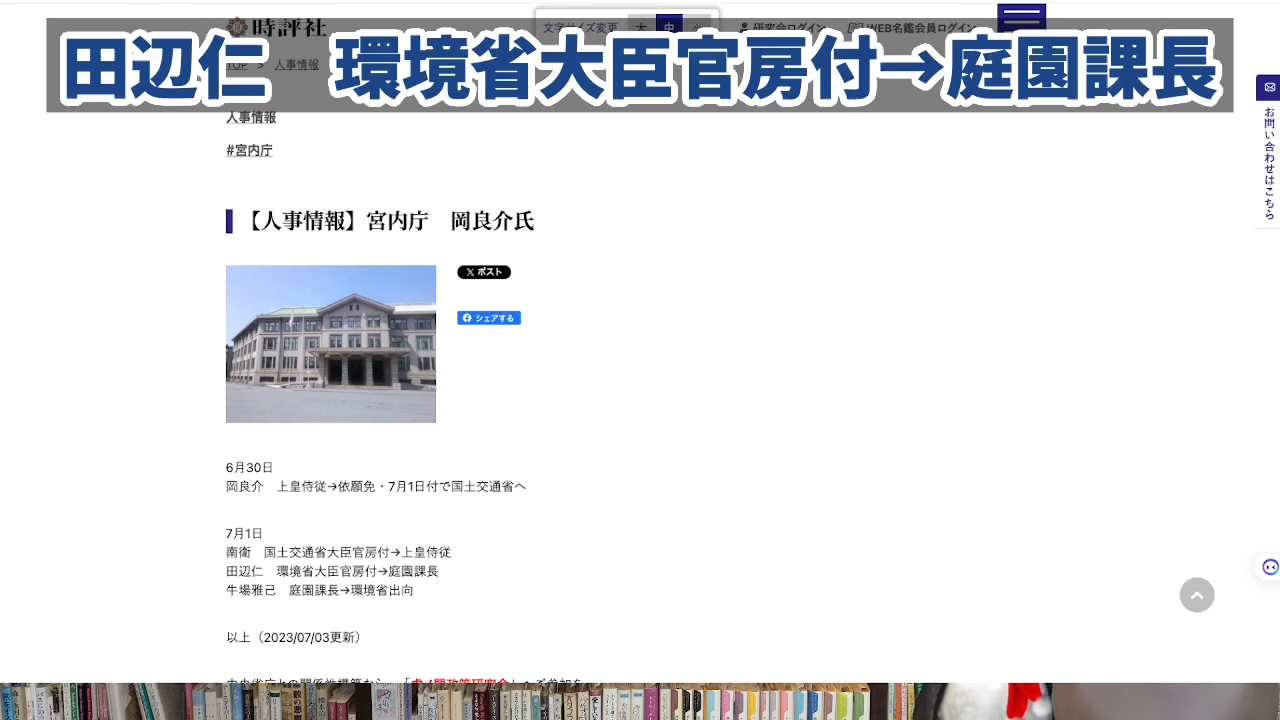 時評社
文字サイズ変更 大 中 小
研究会ログイン
WEB名鑑会員ログイン
田辺仁　環境省大臣官房付→庭園課長
TOP > 人事情報
お問い合わせはこちら
人事情報
#宮内庁
【人事情報】宮内庁　岡良介氏
ポスト
シェアする
6月30日
岡良介　上皇侍従→依願免・7月1日付で国土交通省へ
7月1日
南衛　国土交通省大臣官房付→上皇侍従
田辺仁　環境省大臣官房付→庭園課長
牛場雅己　庭園課長→環境省出向
以上（2023/07/03更新）